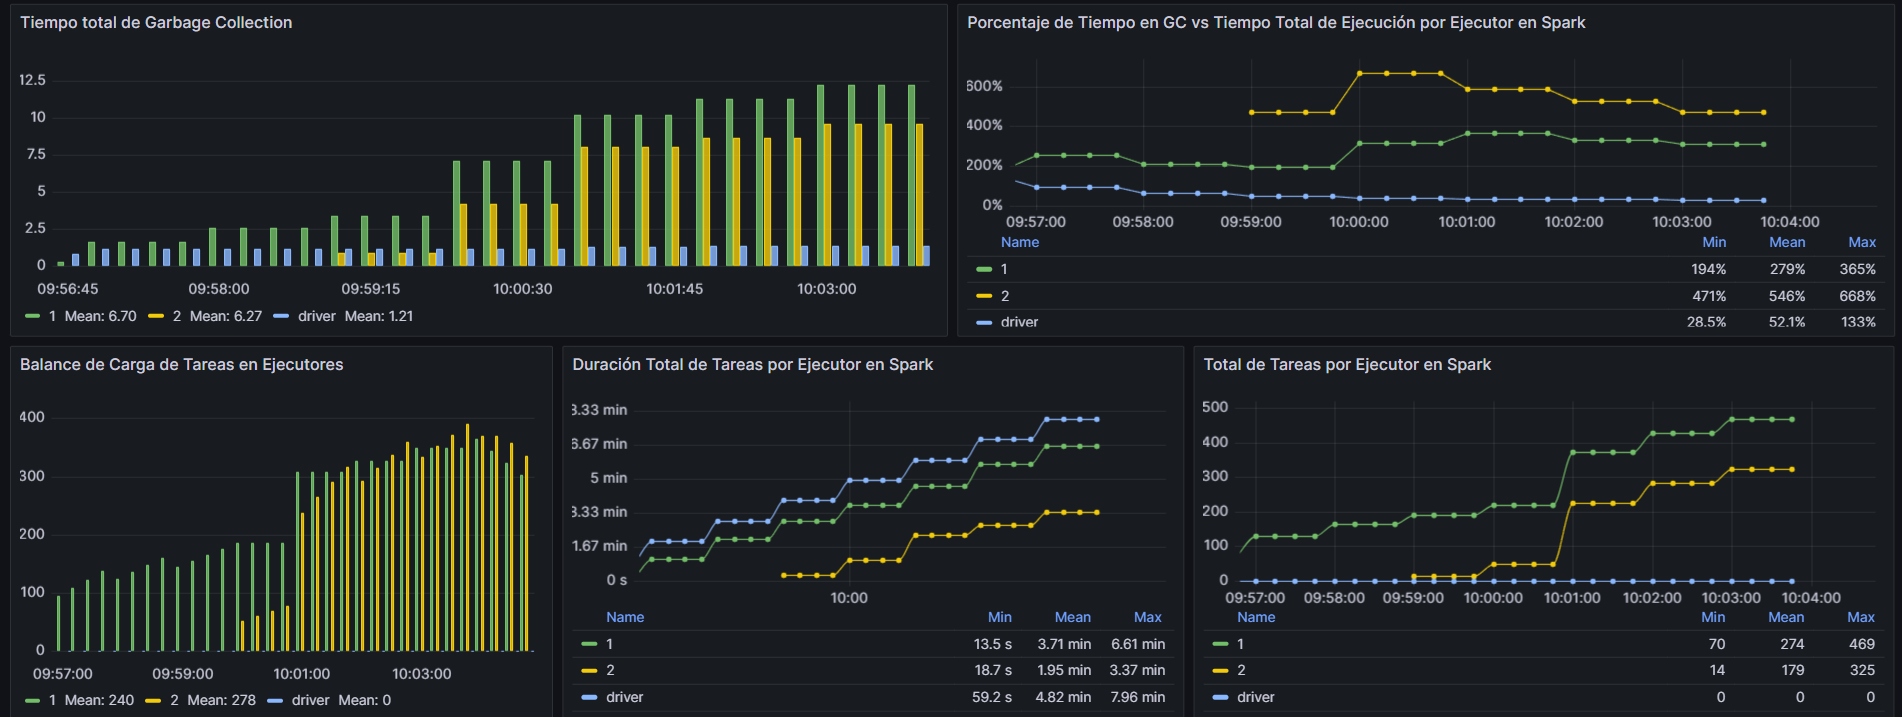 Tiempo total de Garbage Collection
12.5
10
7.5
5
2.5
0
09:56:45 09:58:00 09:59:15 10:00:30 10:01:45 10:03:00
1 Mean: 6.70 2 Mean: 6.27 driver Mean: 1.21
Porcentaje de Tiempo en GC vs Tiempo Total de Ejecución por Ejecutor en Spark
600%
400%
200%
0%
09:57:00 09:58:00 09:59:00 10:00:00 10:01:00 10:02:00 10:03:00 10:04:00
Name Min Mean Max
1 194% 279% 365%
2 471% 546% 668%
driver 28.5% 52.1% 133%
Balance de Carga de Tareas en Ejecutores
400
300
200
100
0
09:57:00 09:59:00 10:01:00 10:03:00
1 Mean: 240 2 Mean: 278 driver Mean: 0
Duración Total de Tareas por Ejecutor en Spark
8.33 min
6.67 min
5 min
3.33 min
1.67 min
0 s
10:00
Name Min Mean Max
1 13.5 s 3.71 min 6.61 min
2 18.7 s 1.95 min 3.37 min
driver 59.2 s 4.82 min 7.96 min
Total de Tareas por Ejecutor en Spark
500
400
300
200
100
0
09:57:00 09:58:00 09:59:00 10:00:00 10:01:00 10:02:00 10:03:00 10:04:00
Name Min Mean Max
1 70 274 469
2 14 179 325
driver 0 0 0